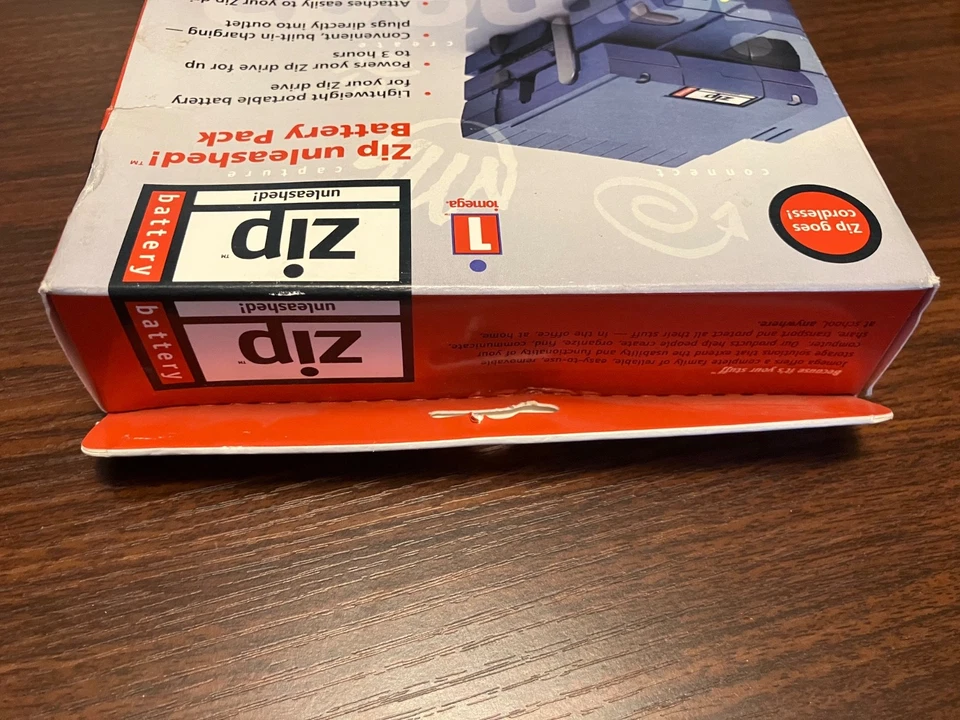 Because it's your stuff™
Iomega offers a complete family of reliable, easy-to-use, removable
storage solutions that extend the usability and functionality of your
computer. Our products help people create, organize, find, communicate,
share, transport and protect all their stuff — in the office, at home,
at school, anywhere.
zip™
unleashed!
battery
Zip goes
cordless!
iomega.
zip™
unleashed!
battery
connect
capture
Zip unleashed!™
Battery Pack
zip
• Lightweight portable battery
for your Zip drive
• Powers your Zip drive for up
to 3 hours
create
• Convenient, built-in charging —
plugs directly into outlet
• Attaches easily to your Zip